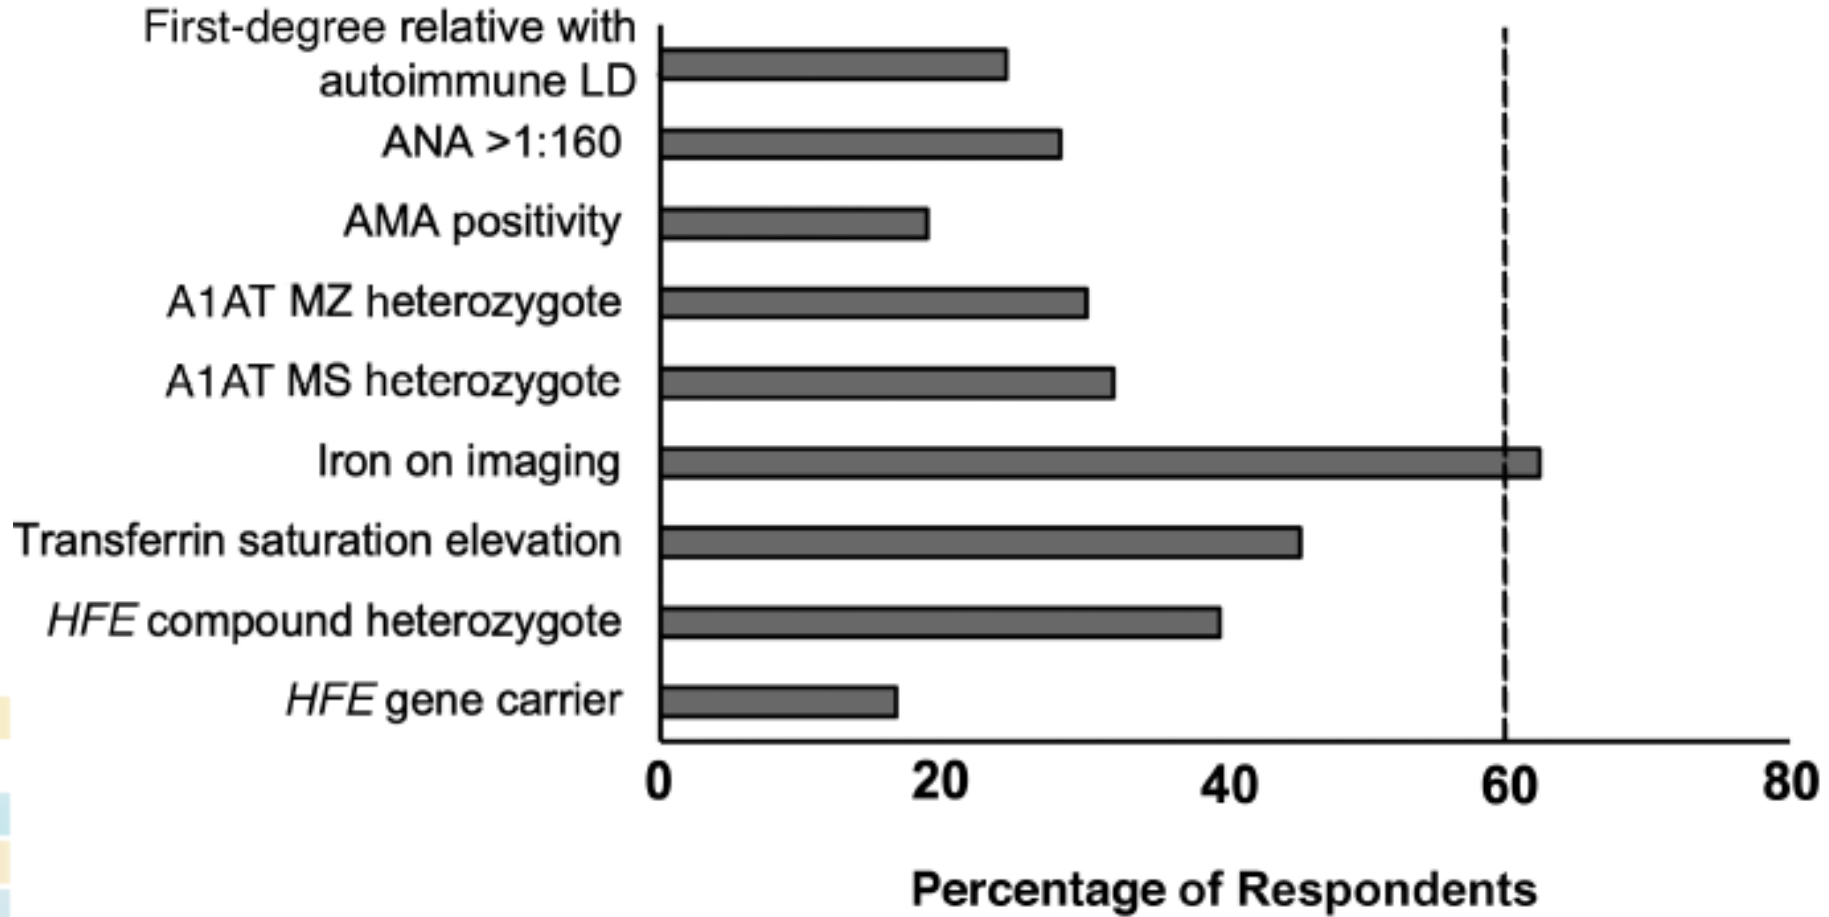 First-degree relative with
autoimmune LD
ANA >1:160
AMA positivity
A1AT MZ heterozygote
A1AT MS heterozygote
Iron on imaging
Transferrin saturation elevation
HFE compound heterozygote
HFE gene carrier
0 20 40 60 80
Percentage of Respondents